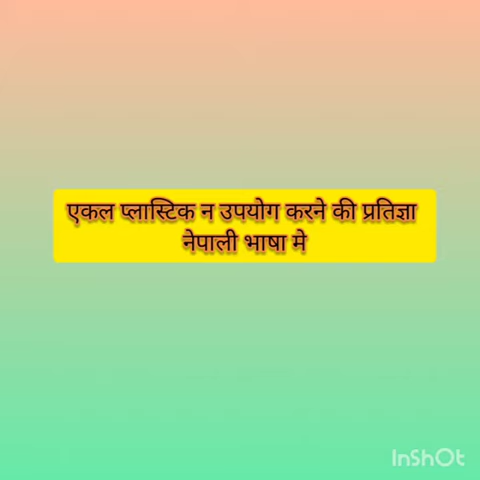 एकल प्लास्टिक न उपयोग करने की प्रतिज्ञा
नेपाली भाषा मे
InShOt